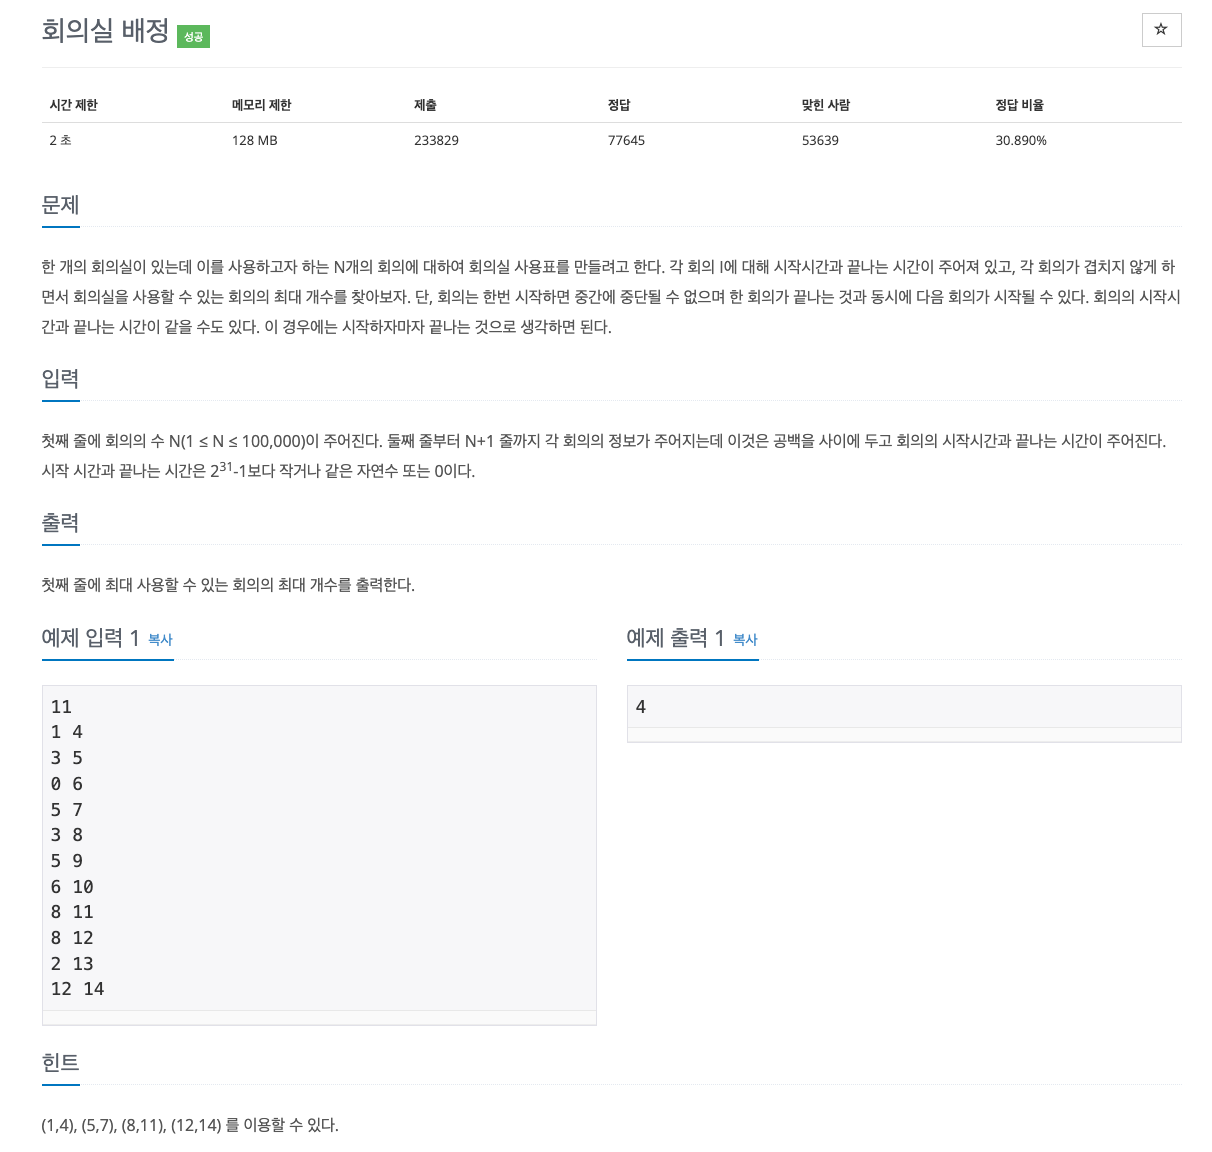 회의실 배정 성공
☆
시간 제한 메모리 제한 제출 정답 맞힌 사람 정답 비율
2 초 128 MB 233829 77645 53639 30.890%
문제
한 개의 회의실이 있는데 이를 사용하고자 하는 N개의 회의에 대하여 회의실 사용표를 만들려고 한다. 각 회의 I에 대해 시작시간과 끝나는 시간이 주어져 있고, 각 회의가 겹치지 않게 하
면서 회의실을 사용할 수 있는 회의의 최대 개수를 찾아보자. 단, 회의는 한번 시작하면 중간에 중단될 수 없으며 한 회의가 끝나는 것과 동시에 다음 회의가 시작될 수 있다. 회의의 시작시
간과 끝나는 시간이 같을 수도 있다. 이 경우에는 시작하자마자 끝나는 것으로 생각하면 된다.
입력
첫째 줄에 회의의 수 N(1 ≤ N ≤ 100,000)이 주어진다. 둘째 줄부터 N+1 줄까지 각 회의의 정보가 주어지는데 이것은 공백을 사이에 두고 회의의 시작시간과 끝나는 시간이 주어진다.
시작 시간과 끝나는 시간은 2³¹-1보다 작거나 같은 자연수 또는 0이다.
출력
첫째 줄에 최대 사용할 수 있는 회의의 최대 개수를 출력한다.
예제 입력 1 복사
11
1 4
3 5
0 6
5 7
3 8
5 9
6 10
8 11
8 12
2 13
12 14
예제 출력 1 복사
4
힌트
(1,4), (5,7), (8,11), (12,14) 를 이용할 수 있다.